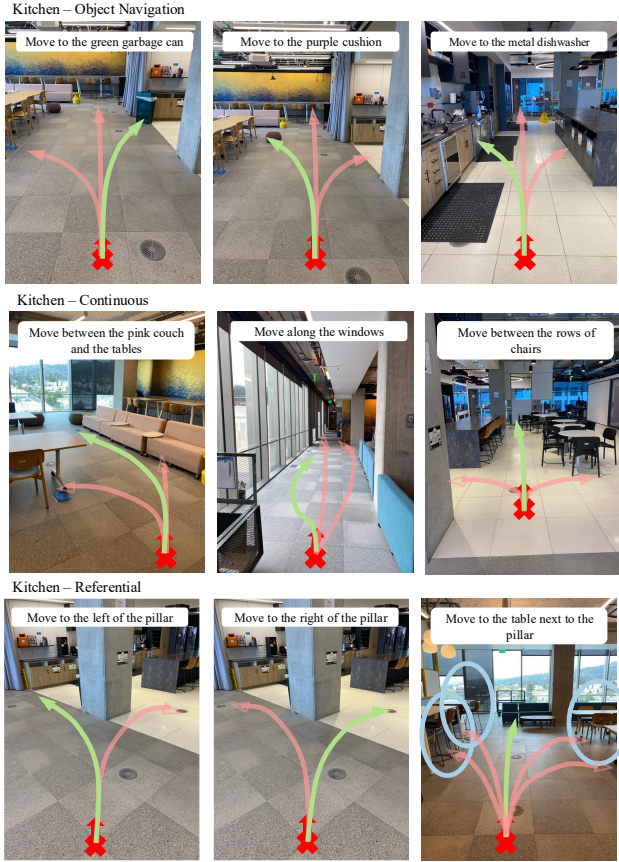 Kitchen – Object Navigation
Move to the green garbage can
Move to the purple cushion
Move to the metal dishwasher
Kitchen – Continuous
Move between the pink couch
and the tables
Move along the windows
Move between the rows of
chairs
Kitchen – Referential
Move to the left of the pillar
Move to the right of the pillar
Move to the table next to the
pillar